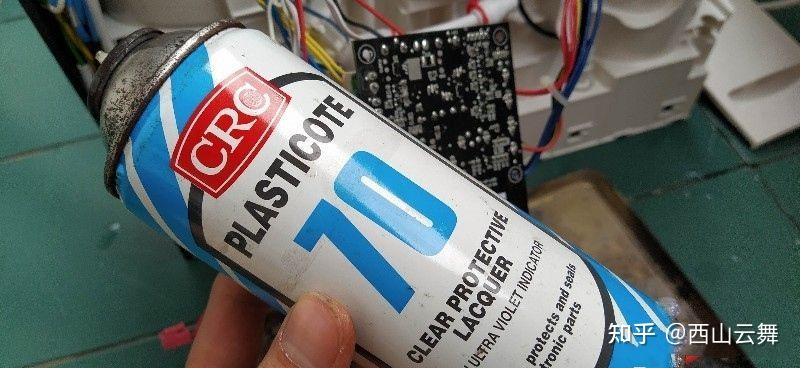 CRC
PLASTICOTE
70
CLEAR PROTECTIVE
LACQUER
ULTRA VIOLET INDICATOR
protects and seals
tronic parts
知乎 @西山云舞